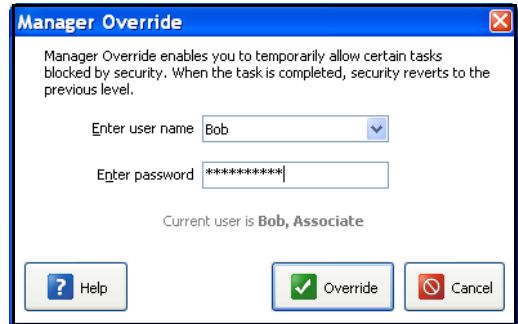 Manager Override
Manager Override enables you to temporarily allow certain tasks
blocked by security. When the task is completed, security reverts to the
previous level.
Enter user name Bob
Enter password **********
Current user is Bob, Associate
? Help Override Cancel